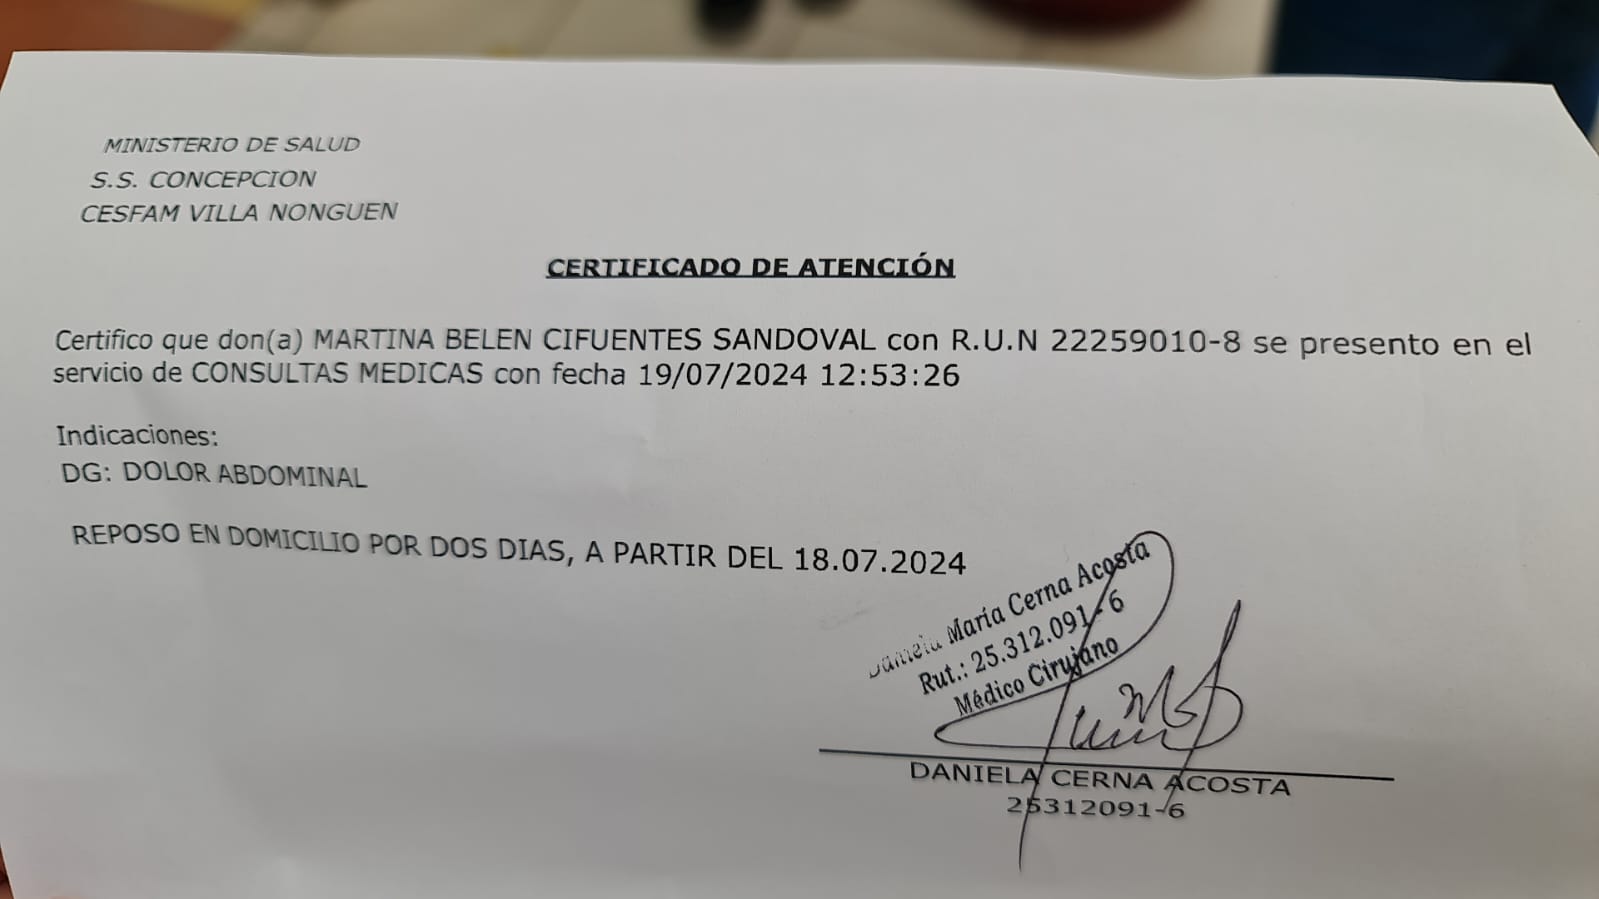 MINISTERIO DE SALUD
S.S. CONCEPCION
CESFAM VILLA NONGUEN
CERTIFICADO DE ATENCIÓN
Certifico que don(a) MARTINA BELEN CIFUENTES SANDOVAL con R.U.N 22259010-8 se presento en el
servicio de CONSULTAS MEDICAS con fecha 19/07/2024 12:53:26
Indicaciones:
DG: DOLOR ABDOMINAL
REPOSO EN DOMICILIO POR DOS DIAS, A PARTIR DEL 18.07.2024
Daniela María Cerna Acosta
Rut.: 25.312.091-6
Médico Cirujano
DANIELA CERNA ACOSTA
25312091-6